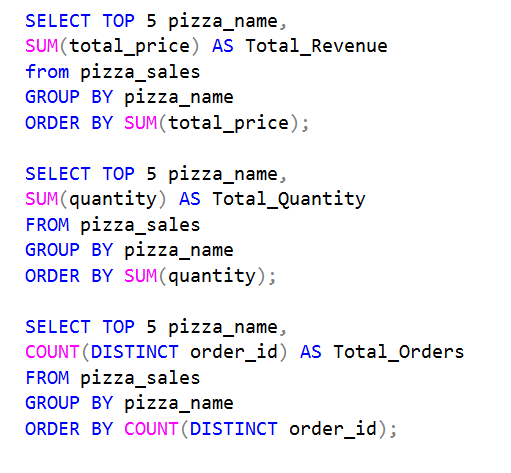 SELECT TOP 5 pizza_name,
SUM(total_price) AS Total_Revenue
from pizza_sales
GROUP BY pizza_name
ORDER BY SUM(total_price);
SELECT TOP 5 pizza_name,
SUM(quantity) AS Total_Quantity
FROM pizza_sales
GROUP BY pizza_name
ORDER BY SUM(quantity);
SELECT TOP 5 pizza_name,
COUNT(DISTINCT order_id) AS Total_Orders
FROM pizza_sales
GROUP BY pizza_name
ORDER BY COUNT(DISTINCT order_id);